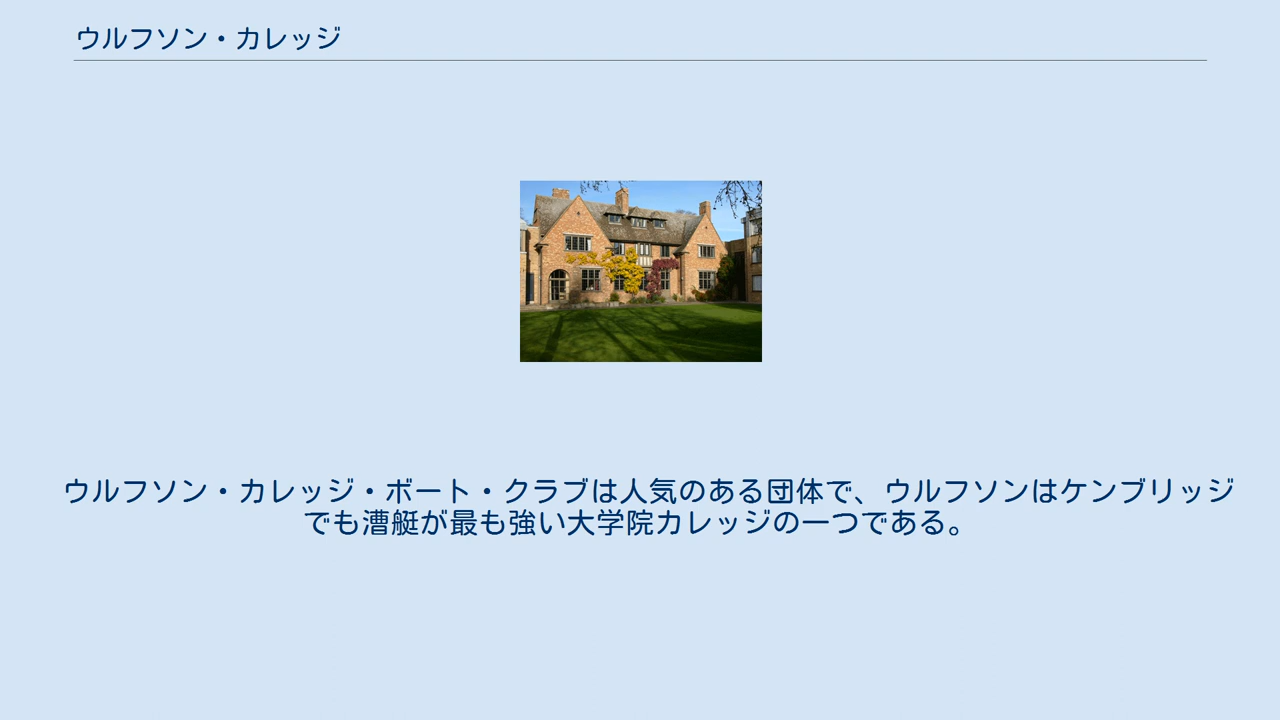 ウルフソン・カレッジ
ウルフソン・カレッジ・ボート・クラブは人気のある団体で、ウルフソンはケンブリッジ
でも漕艇が最も強い大学院カレッジの一つである。